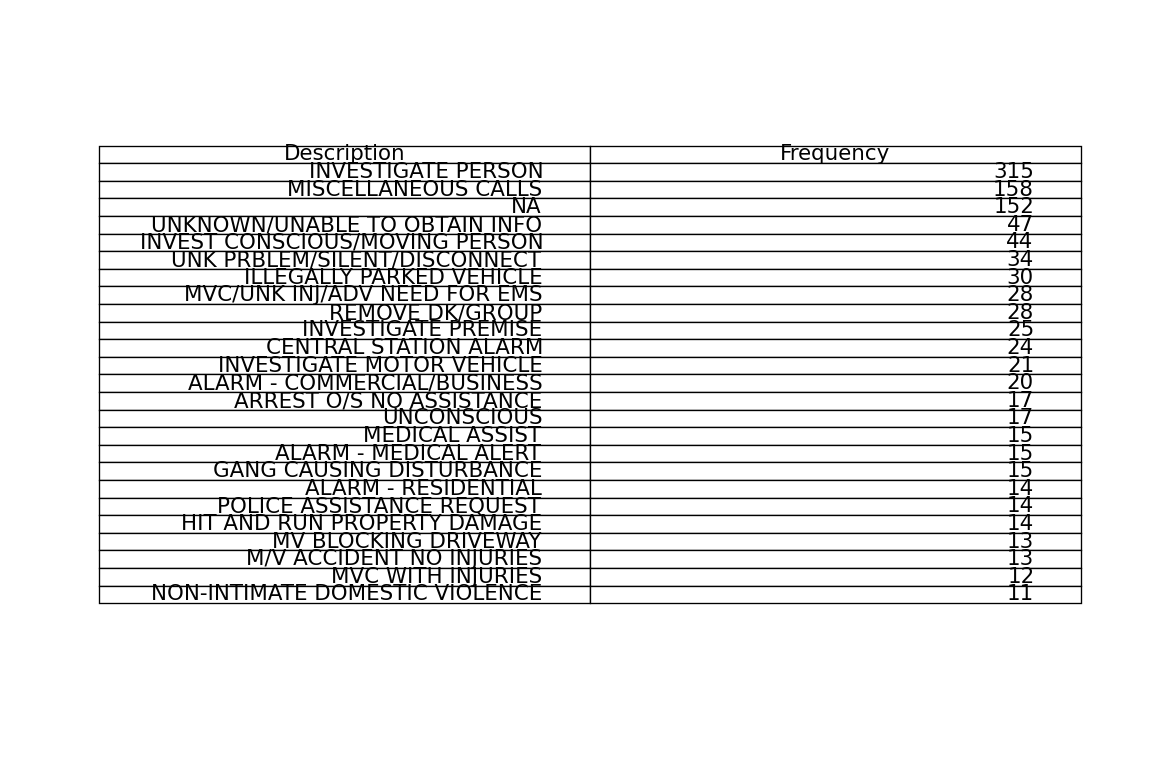 Description Frequency
INVESTIGATE PERSON 315
MISCELLANEOUS CALLS 158
NA 152
UNKNOWN/UNABLE TO OBTAIN INFO 47
INVEST CONSCIOUS/MOVING PERSON 44
UNK PRBLEM/SILENT/DISCONNECT 34
ILLEGALLY PARKED VEHICLE 30
MVC/UNK INJ/ADV NEED FOR EMS 28
REMOVE DK/GROUP 28
INVESTIGATE PREMISE 25
CENTRAL STATION ALARM 24
INVESTIGATE MOTOR VEHICLE 21
ALARM - COMMERCIAL/BUSINESS 20
ARREST O/S NO ASSISTANCE 17
UNCONSCIOUS 17
MEDICAL ASSIST 15
ALARM - MEDICAL ALERT 15
GANG CAUSING DISTURBANCE 15
ALARM - RESIDENTIAL 14
POLICE ASSISTANCE REQUEST 14
HIT AND RUN PROPERTY DAMAGE 14
MV BLOCKING DRIVEWAY 13
M/V ACCIDENT NO INJURIES 13
MVC WITH INJURIES 12
NON-INTIMATE DOMESTIC VIOLENCE 11